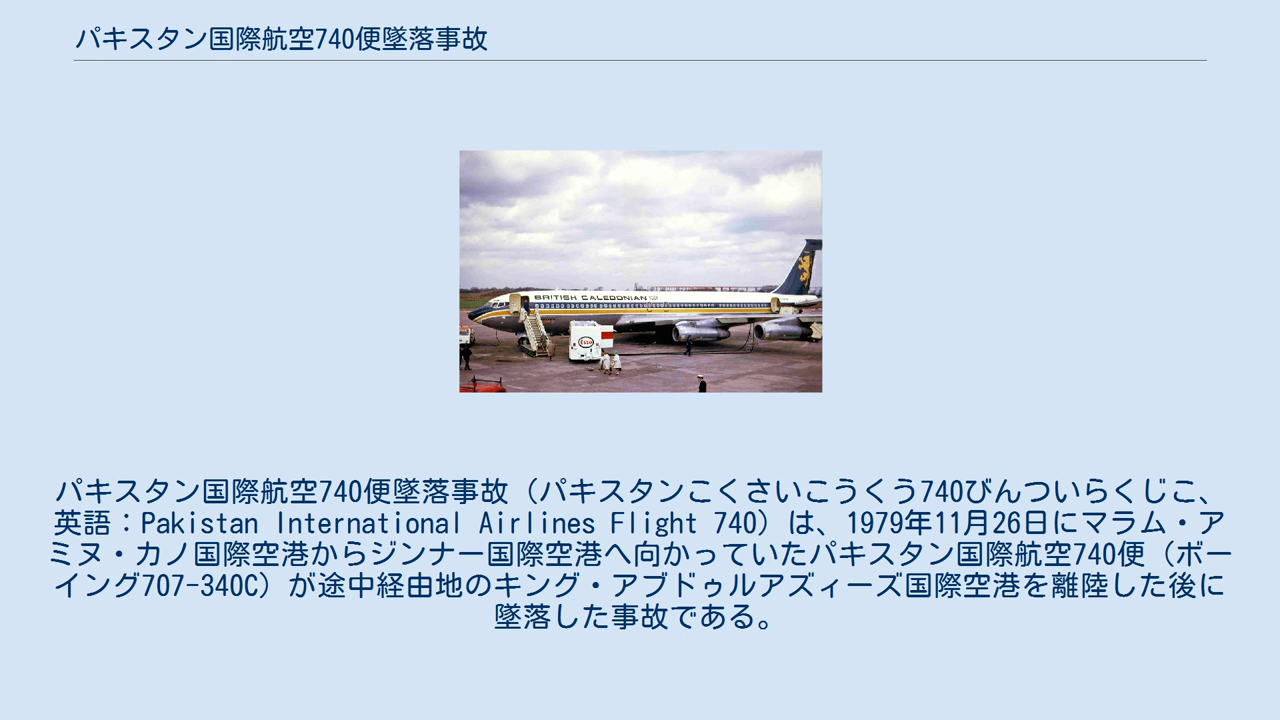 パキスタン国際航空740便墜落事故
BRITISH CALEDONIAN
Esso
パキスタン国際航空740便墜落事故（パキスタンこくさいこうくう740びんついらくじこ、
英語：Pakistan International Airlines Flight 740）は、1979年11月26日にマラム・ア
ミヌ・カノ国際空港からジンナー国際空港へ向かっていたパキスタン国際航空740便（ボー
イング707-340C）が途中経由地のキング・アブドゥルアズィーズ国際空港を離陸した後に
墜落した事故である。